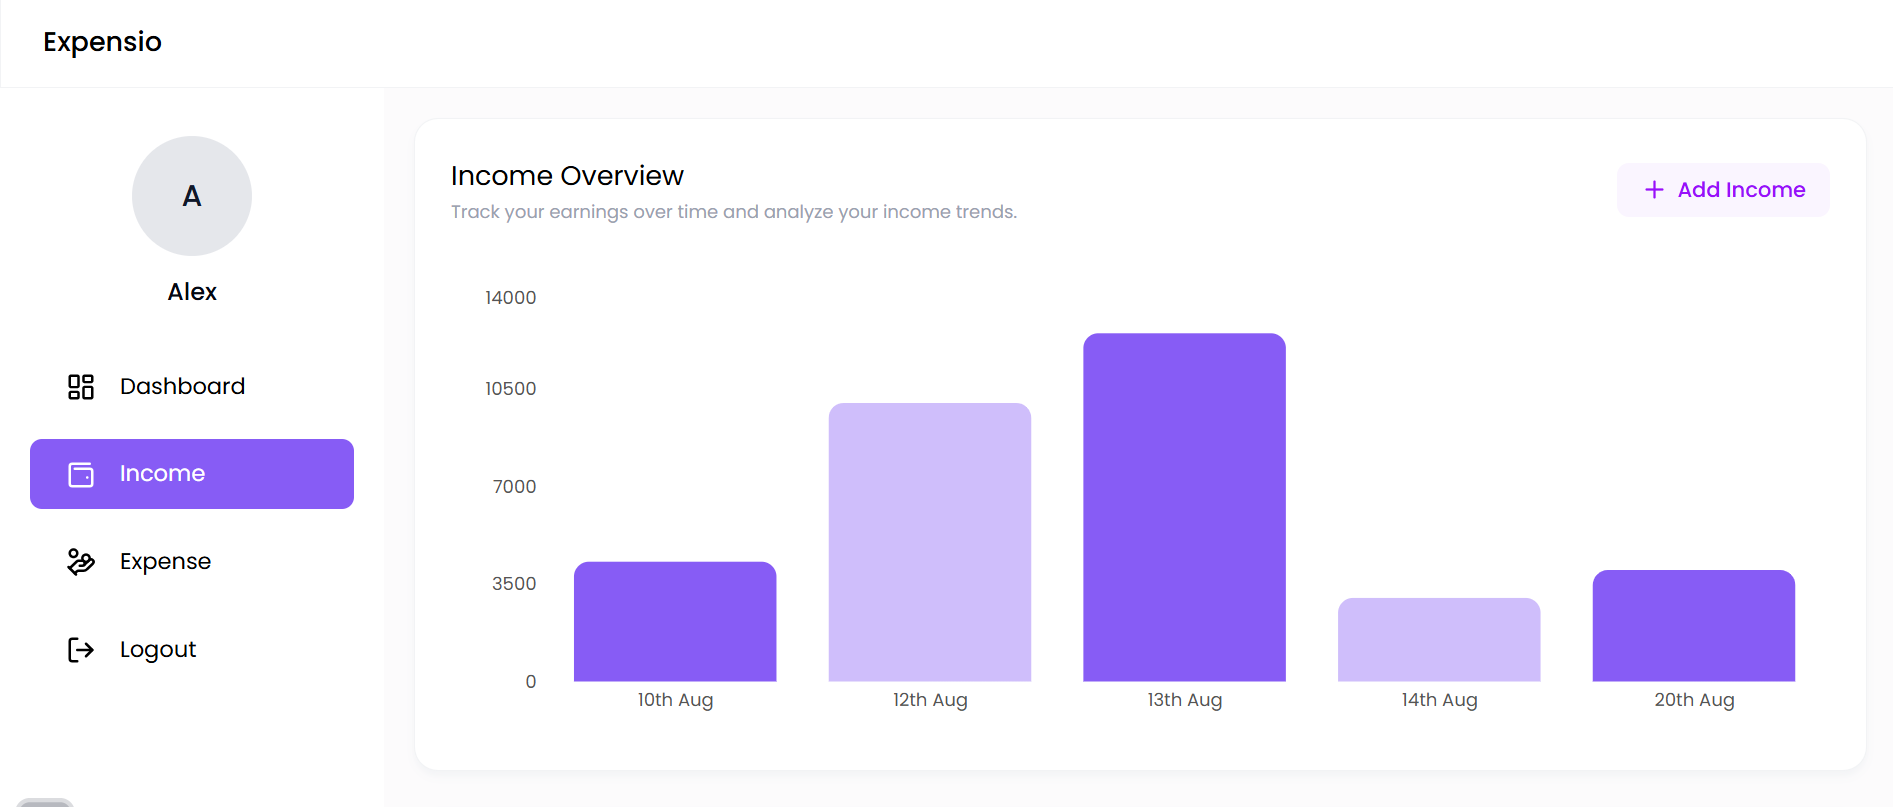 Expensio
A
Alex
Dashboard
Income
Expense
Logout
Income Overview
Track your earnings over time and analyze your income trends.
+ Add Income
14000
10500
7000
3500
0
10th Aug
12th Aug
13th Aug
14th Aug
20th Aug